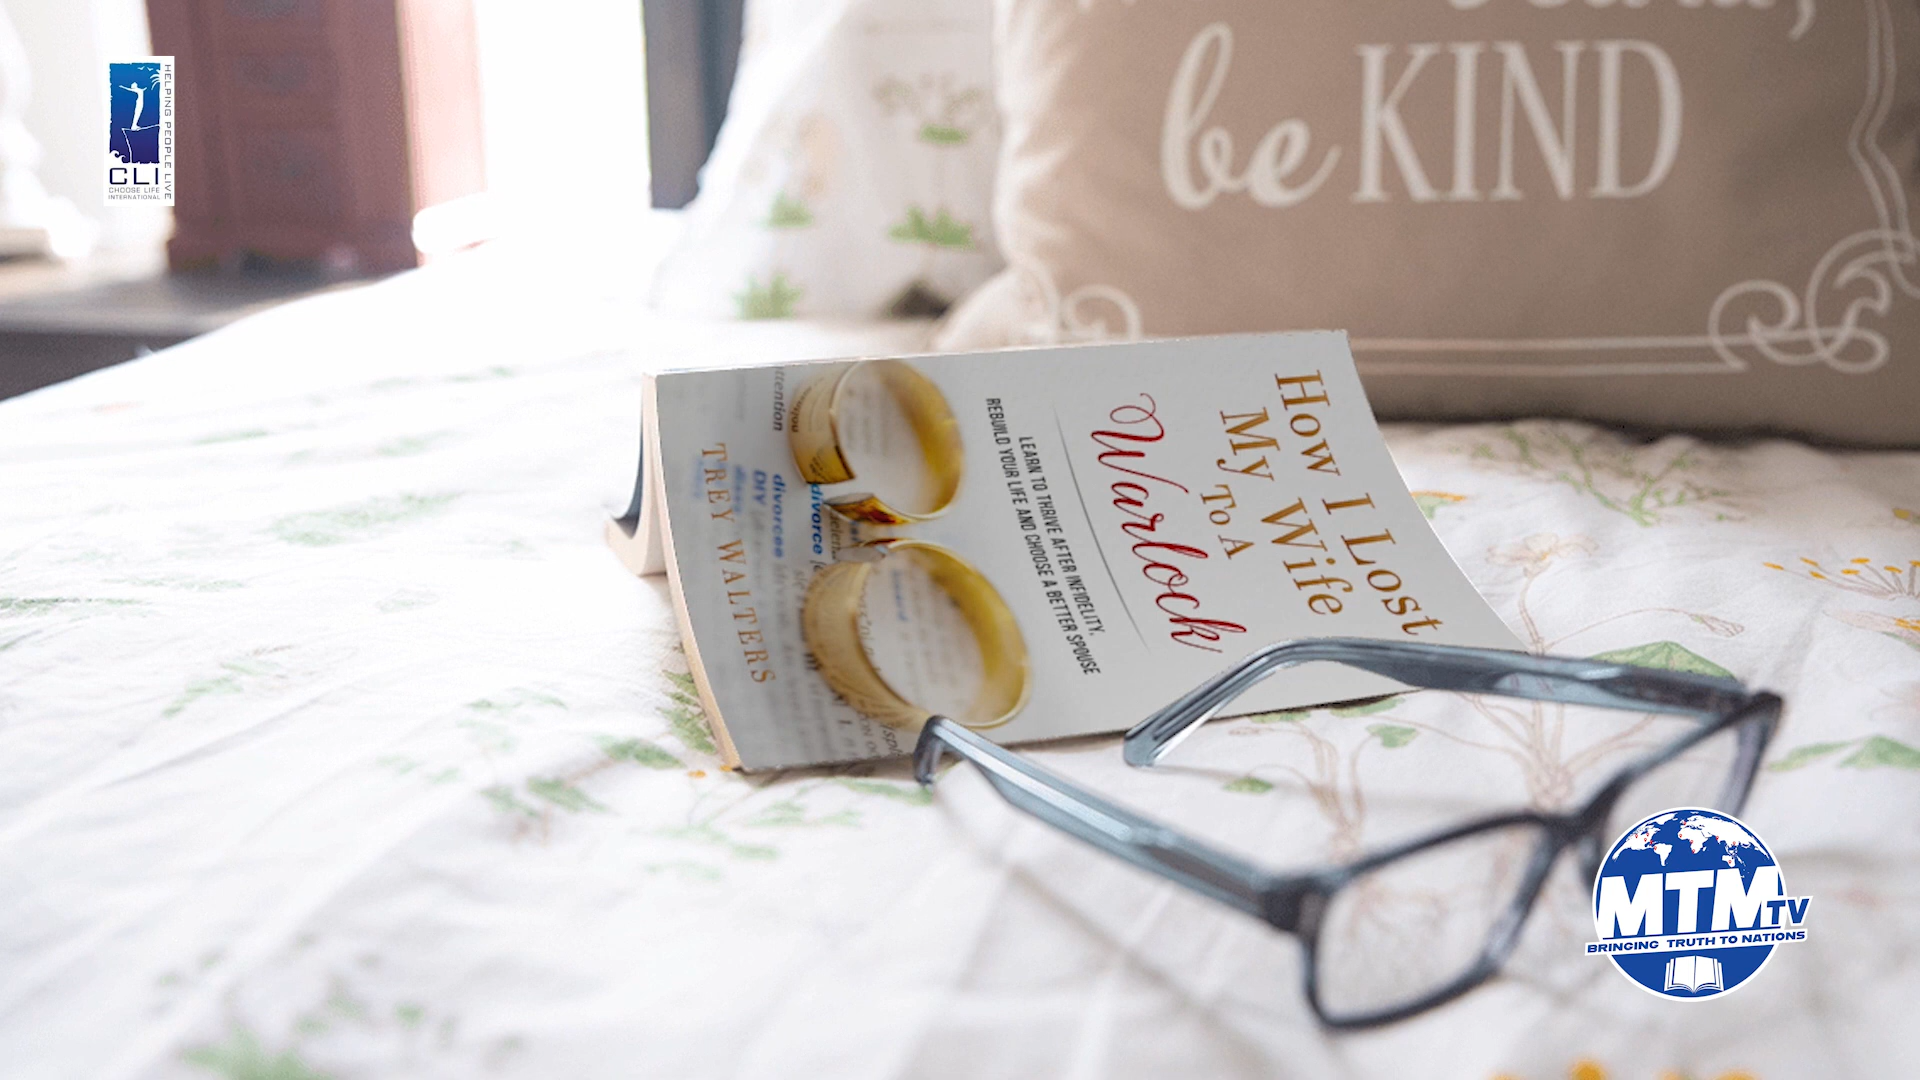 HELPING PEOPLE LIVE
CLI
CHOOSE LIFE
INTERNATIONAL
be KIND
How I Lost
My Wife
To A
Warlock
LEARN TO THRIVE AFTER INFIDELITY,
REBUILD YOUR LIFE AND CHOOSE A BETTER SPOUSE
divorce
divorcee
DIY
TREY WALTERS
MTM TV
BRINGING TRUTH TO NATIONS